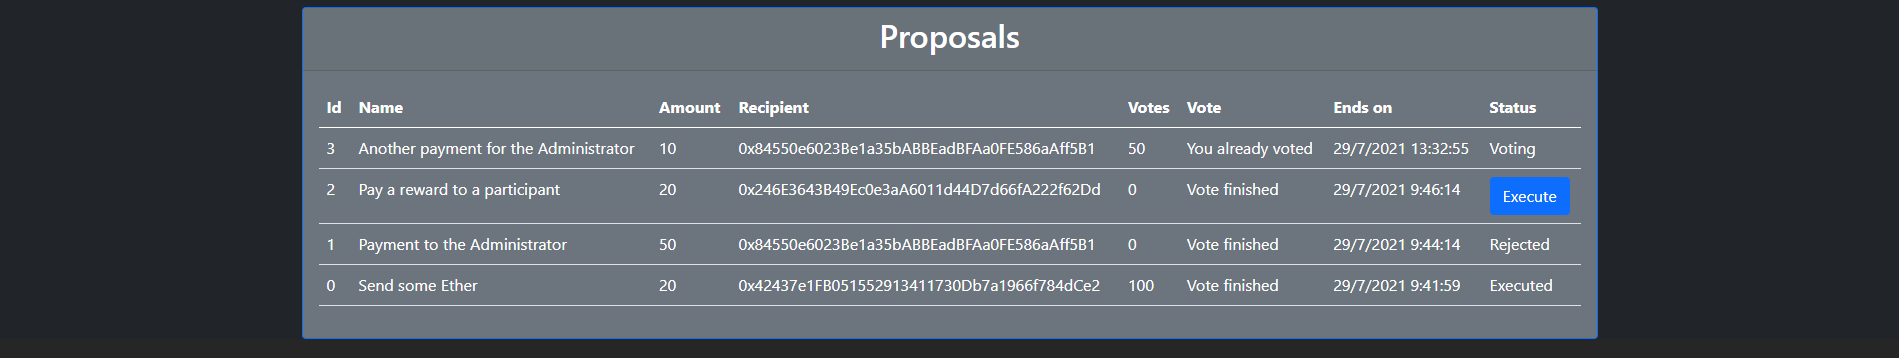 Proposals
Id Name Amount Recipient Votes Vote Ends on Status
3 Another payment for the Administrator 10 0x84550e6023Be1a35bABBEadBFAa0FE586aAff5B1 50 You already voted 29/7/2021 13:32:55 Voting
2 Pay a reward to a participant 20 0x246E3643B49Ec0e3aA6011d44D7d66fA222f62Dd 0 Vote finished 29/7/2021 9:46:14 Execute
1 Payment to the Administrator 50 0x84550e6023Be1a35bABBEadBFAa0FE586aAff5B1 0 Vote finished 29/7/2021 9:44:14 Rejected
0 Send some Ether 20 0x42437e1FB051552913411730Db7a1966f784dCe2 100 Vote finished 29/7/2021 9:41:59 Executed